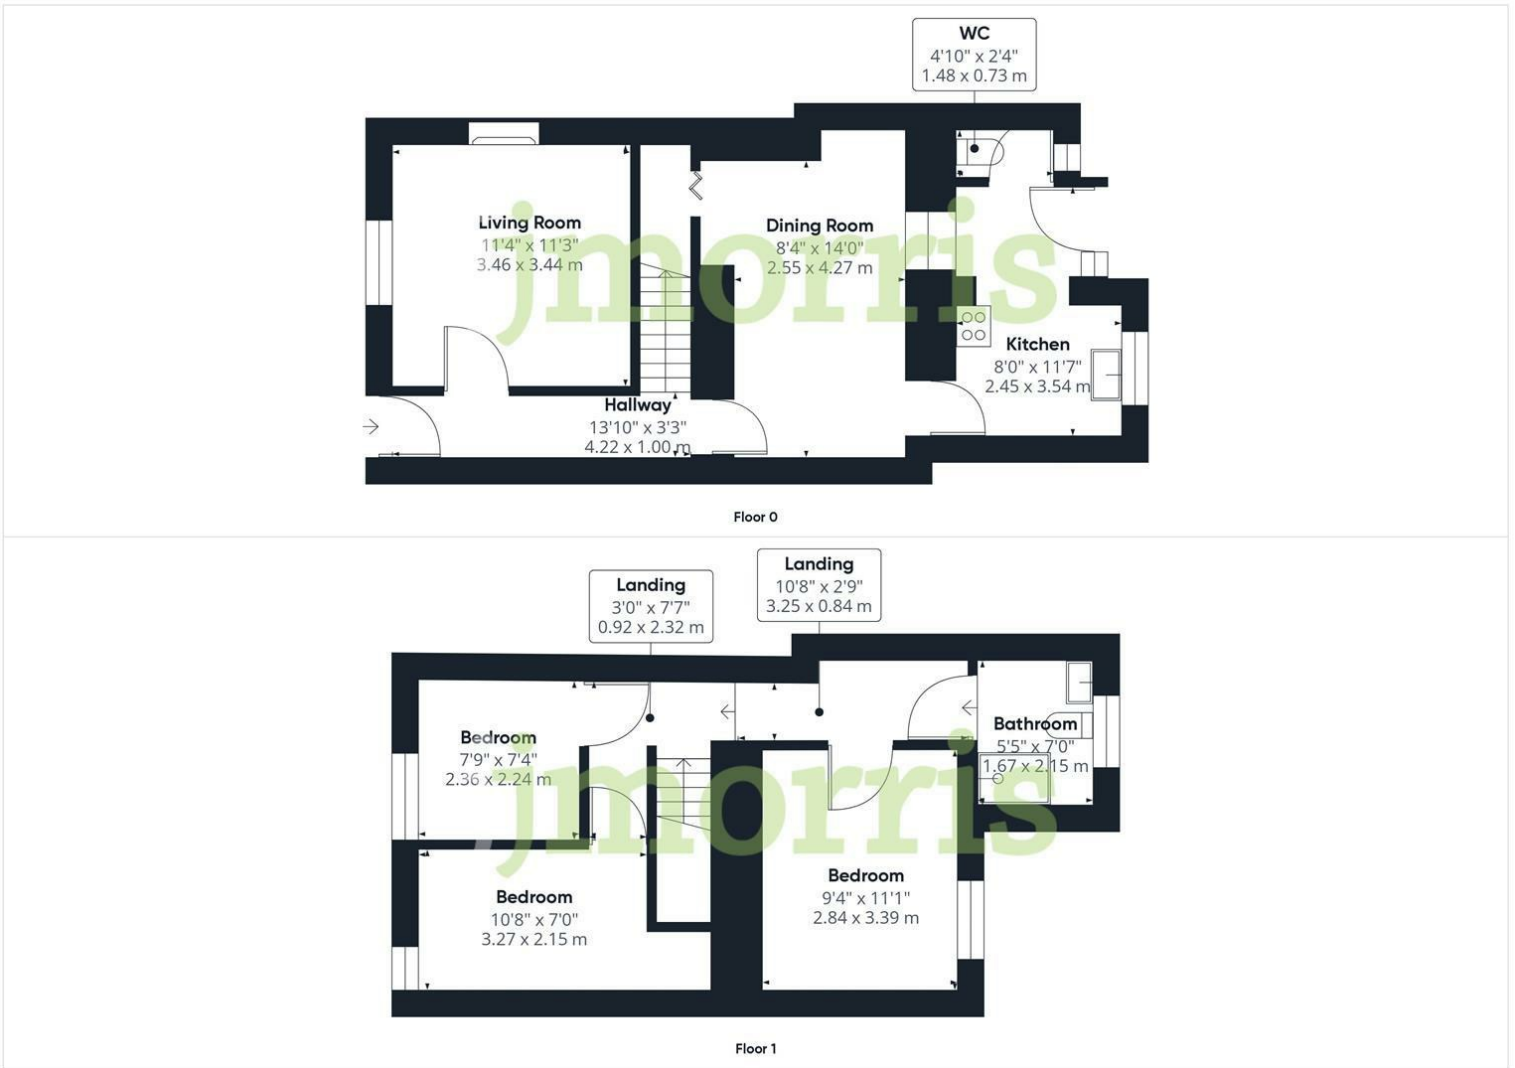 WC
4'10" x 2'4"
1.48 x 0.73 m
Living Room
11'4" x 11'3"
3.46 x 3.44 m
Dining Room
8'4" x 14'0"
2.55 x 4.27 m
jmorris
Kitchen
8'0" x 11'7"
2.45 x 3.54 m
Hallway
13'10" x 3'3"
4.22 x 1.00 m
Floor 0
Landing
3'0" x 7'7"
0.92 x 2.32 m
Landing
10'8" x 2'9"
3.25 x 0.84 m
Bedroom
7'9" x 7'4"
2.36 x 2.24 m
Bathroom
5'5" x 7'0"
1.67 x 2.15 m
jmorris
Bedroom
10'8" x 7'0"
3.27 x 2.15 m
Bedroom
9'4" x 11'1"
2.84 x 3.39 m
Floor 1